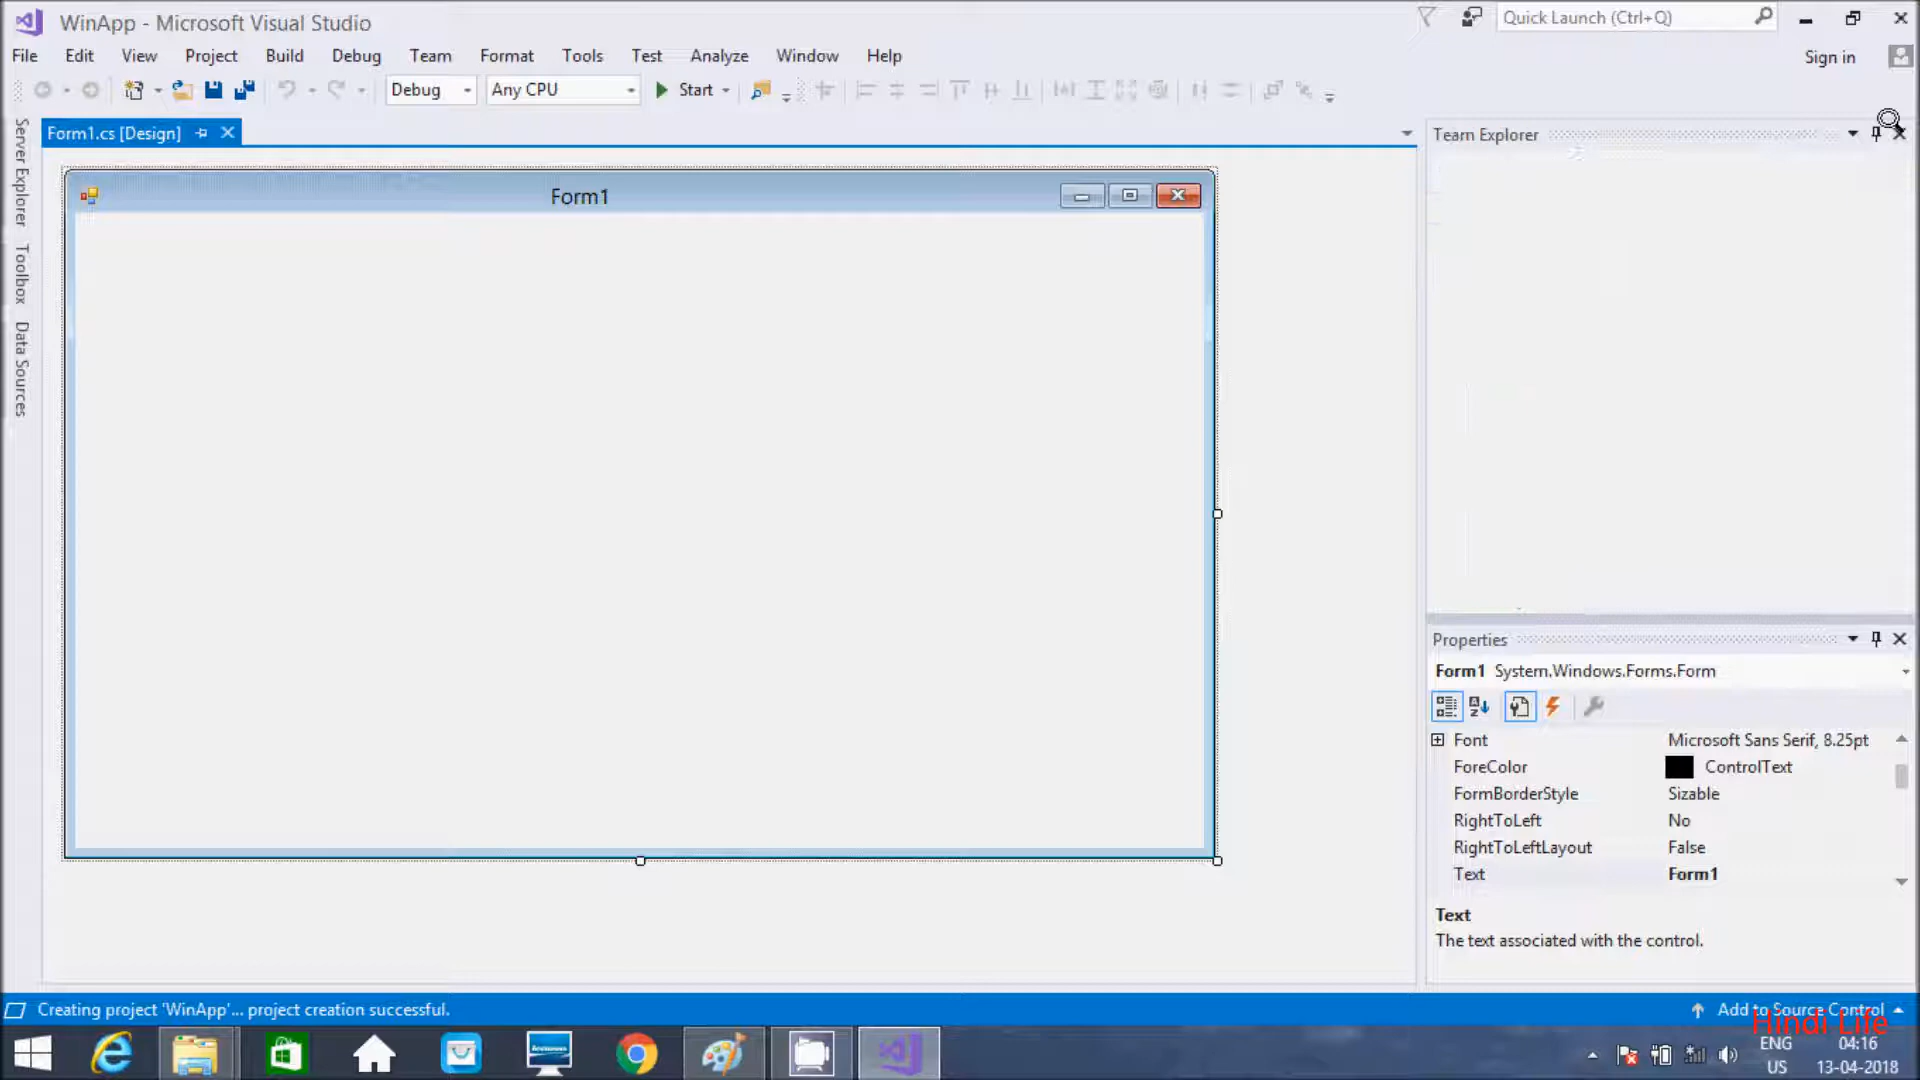 WinApp - Microsoft Visual Studio
Quick Launch (Ctrl+Q)
File Edit View Project Build Debug Team Format Tools Test Analyze Window Help
Sign in
Debug Any CPU Start
Server Explorer
Toolbox
Data Sources
Form1.cs [Design]
Form1
Team Explorer
Properties
Form1 System.Windows.Forms.Form
Font Microsoft Sans Serif, 8.25pt
ForeColor ControlText
FormBorderStyle Sizable
RightToLeft No
RightToLeftLayout False
Text Form1
Text
The text associated with the control.
Creating project 'WinApp'... project creation successful.
Add to Source Control
Hindi Life
ENG 04:16
US 13-04-2018